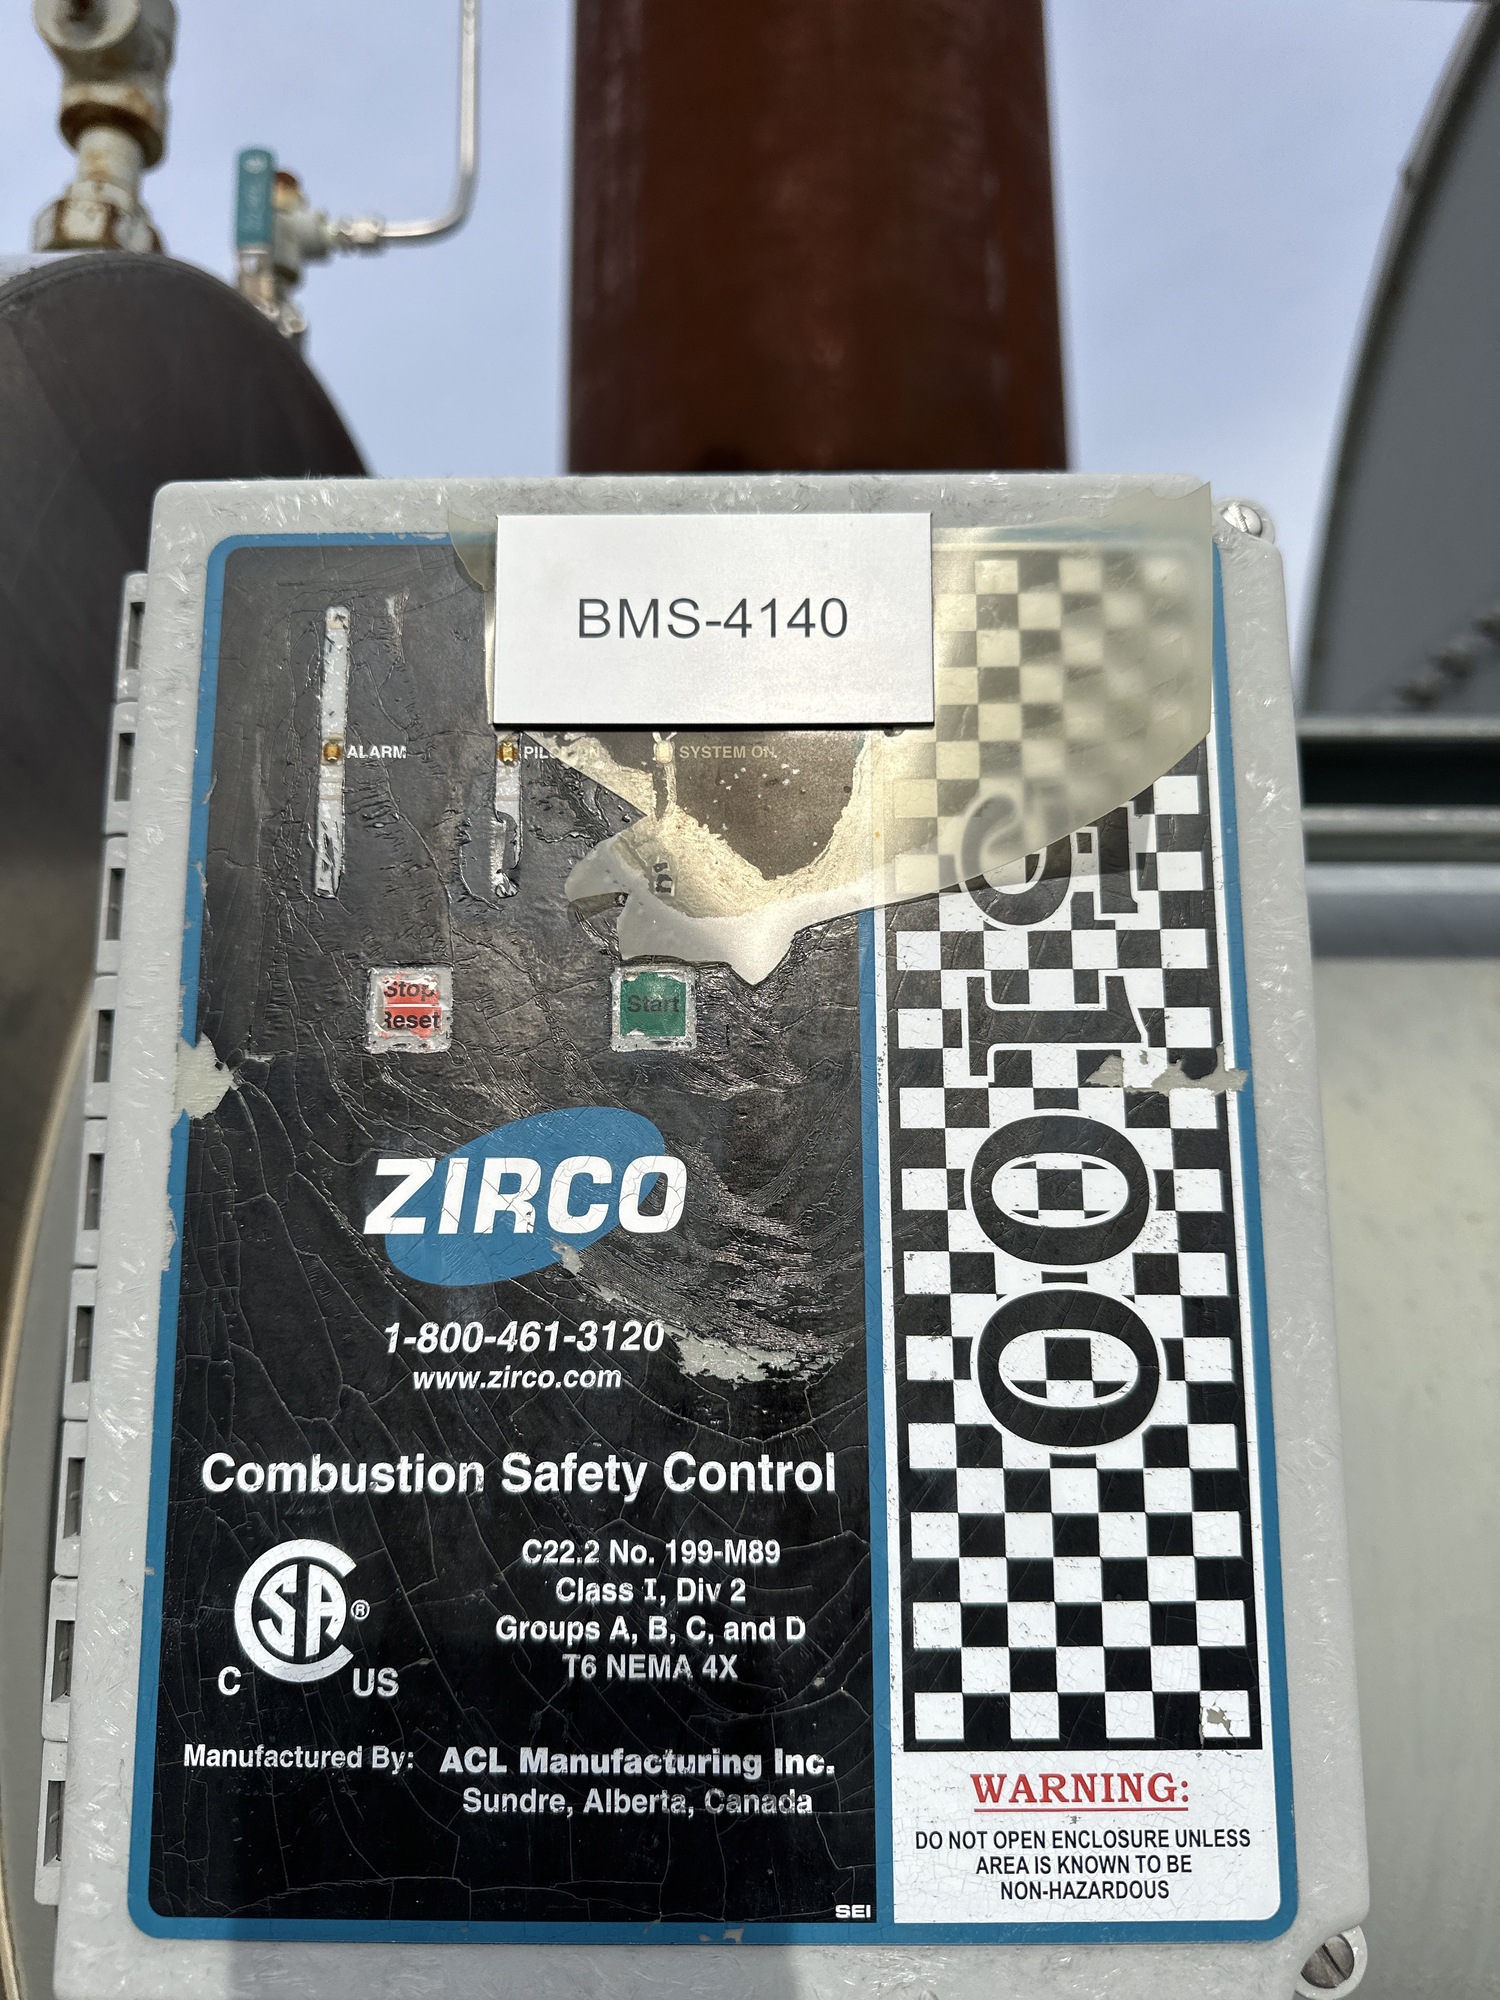 BMS-4140
ALARM
SYSTEM ON
Stop
Reset
Start
ZIRCO
1-800-461-3120
www.zirco.com
Combustion Safety Control
CSA®
C US
C22.2 No. 199-M89
Class I, Div 2
Groups A, B, C, and D
T6 NEMA 4X
Manufactured By: ACL Manufacturing Inc.
Sundre, Alberta, Canada
SEI
WARNING:
DO NOT OPEN ENCLOSURE UNLESS
AREA IS KNOWN TO BE
NON-HAZARDOUS